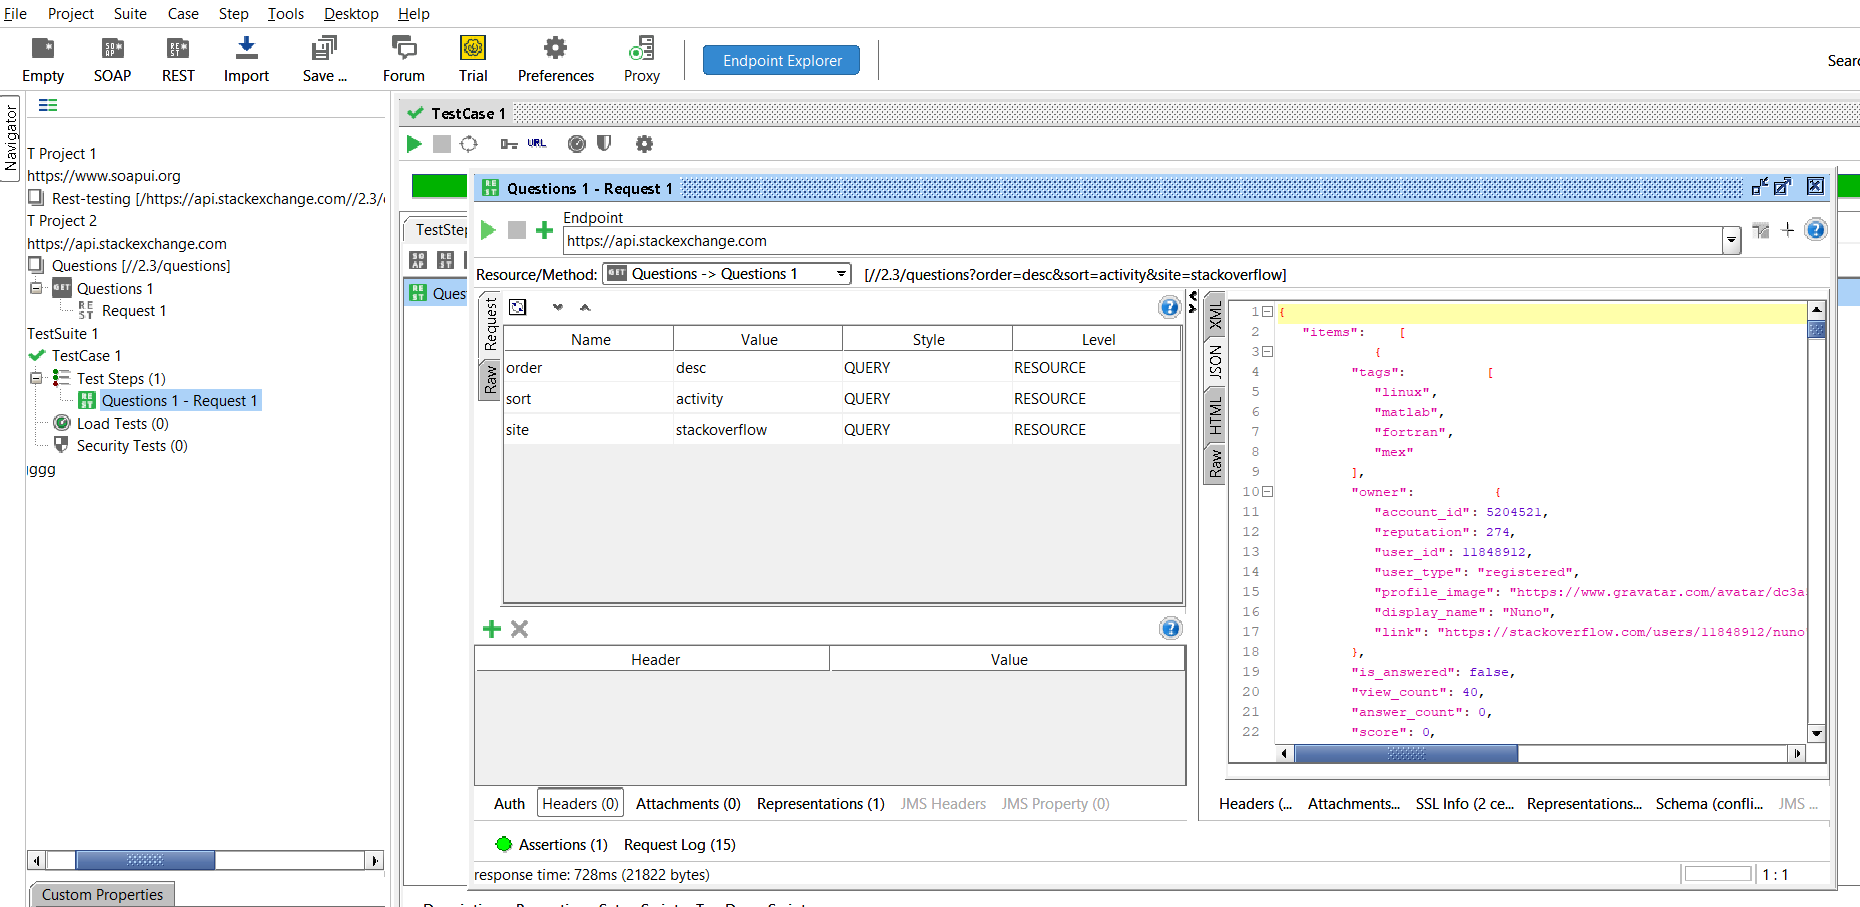 File Project Suite Case Step Tools Desktop Help
Empty SOAP REST Import Save ... Forum Trial Preferences Proxy Endpoint Explorer
Navigator
T Project 1
https://www.soapui.org
Rest-testing [/https://api.stackexchange.com//2.3/
T Project 2
https://api.stackexchange.com
Questions [//2.3/questions]
Questions 1
Request 1
TestSuite 1
TestCase 1
Test Steps (1)
Questions 1 - Request 1
Load Tests (0)
Security Tests (0)
ggg
Custom Properties
TestCase 1
URL
TestStep
Ques
Questions 1 - Request 1
Endpoint
https://api.stackexchange.com
Resource/Method: GET Questions -> Questions 1 [//2.3/questions?order=desc&sort=activity&site=stackoverflow]
Request
Raw
Name Value Style Level
order desc QUERY RESOURCE
sort activity QUERY RESOURCE
site stackoverflow QUERY RESOURCE
Header Value
Auth Headers (0) Attachments (0) Representations (1) JMS Headers JMS Property (0)
XML
JSON
HTML
Raw
1 {
2 "items": [
3 {
4 "tags": [
5 "linux",
6 "matlab",
7 "fortran",
8 "mex"
9 ],
10 "owner": {
11 "account_id": 5204521,
12 "reputation": 274,
13 "user_id": 11848912,
14 "user_type": "registered",
15 "profile_image": "https://www.gravatar.com/avatar/dc3a
16 "display_name": "Nuno",
17 "link": "https://stackoverflow.com/users/11848912/nuno
18 },
19 "is_answered": false,
20 "view_count": 40,
21 "answer_count": 0,
22 "score": 0,
Headers (... Attachments... SSL Info (2 ce... Representations... Schema (confli... JMS ...
Assertions (1) Request Log (15)
response time: 728ms (21822 bytes)
1 : 1